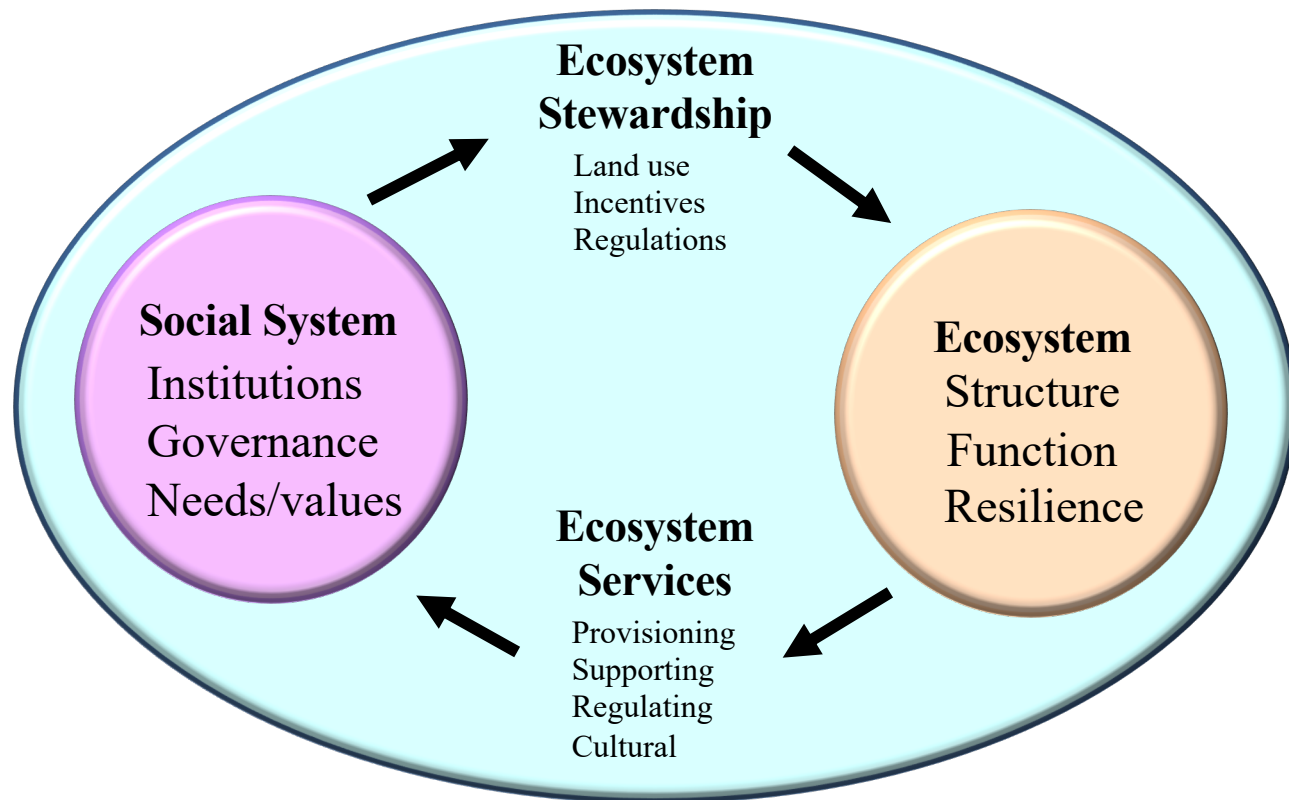 Ecosystem
Stewardship
Land use
Incentives
Regulations
Social System
Institutions
Governance
Needs/values
Ecosystem
Structure
Function
Resilience
Ecosystem
Services
Provisioning
Supporting
Regulating
Cultural